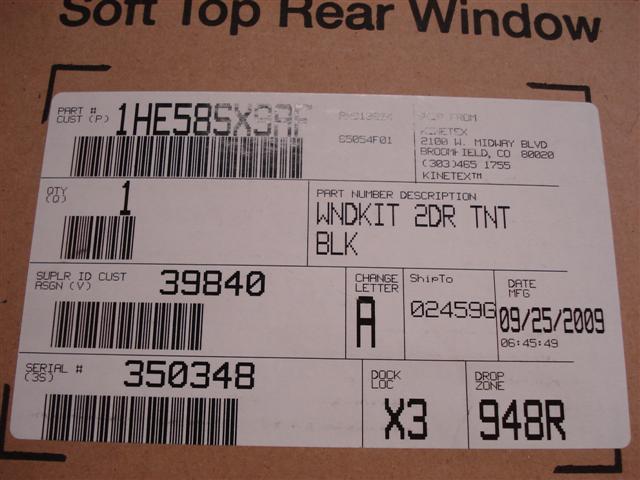 Soft Top Rear Window
PART #
CUST (P) 1HE58SX9AF
65054F01
SHIP FROM
KINETEX
2100 W. MIDWAY BLVD
BROOMFIELD, CO 80020
(303)465 1755
KINETEX™
QTY
(Q) 1
PART NUMBER DESCRIPTION
WNDKIT 2DR TNT
BLK
SUPLR ID CUST
ASGN (V) 39840
CHANGE
LETTER
A
ShipTo
02459G
DATE
MFG
09/25/2009
06:45:49
SERIAL #
(3S) 350348
DOCK
LOC
X3
DROP
ZONE
948R